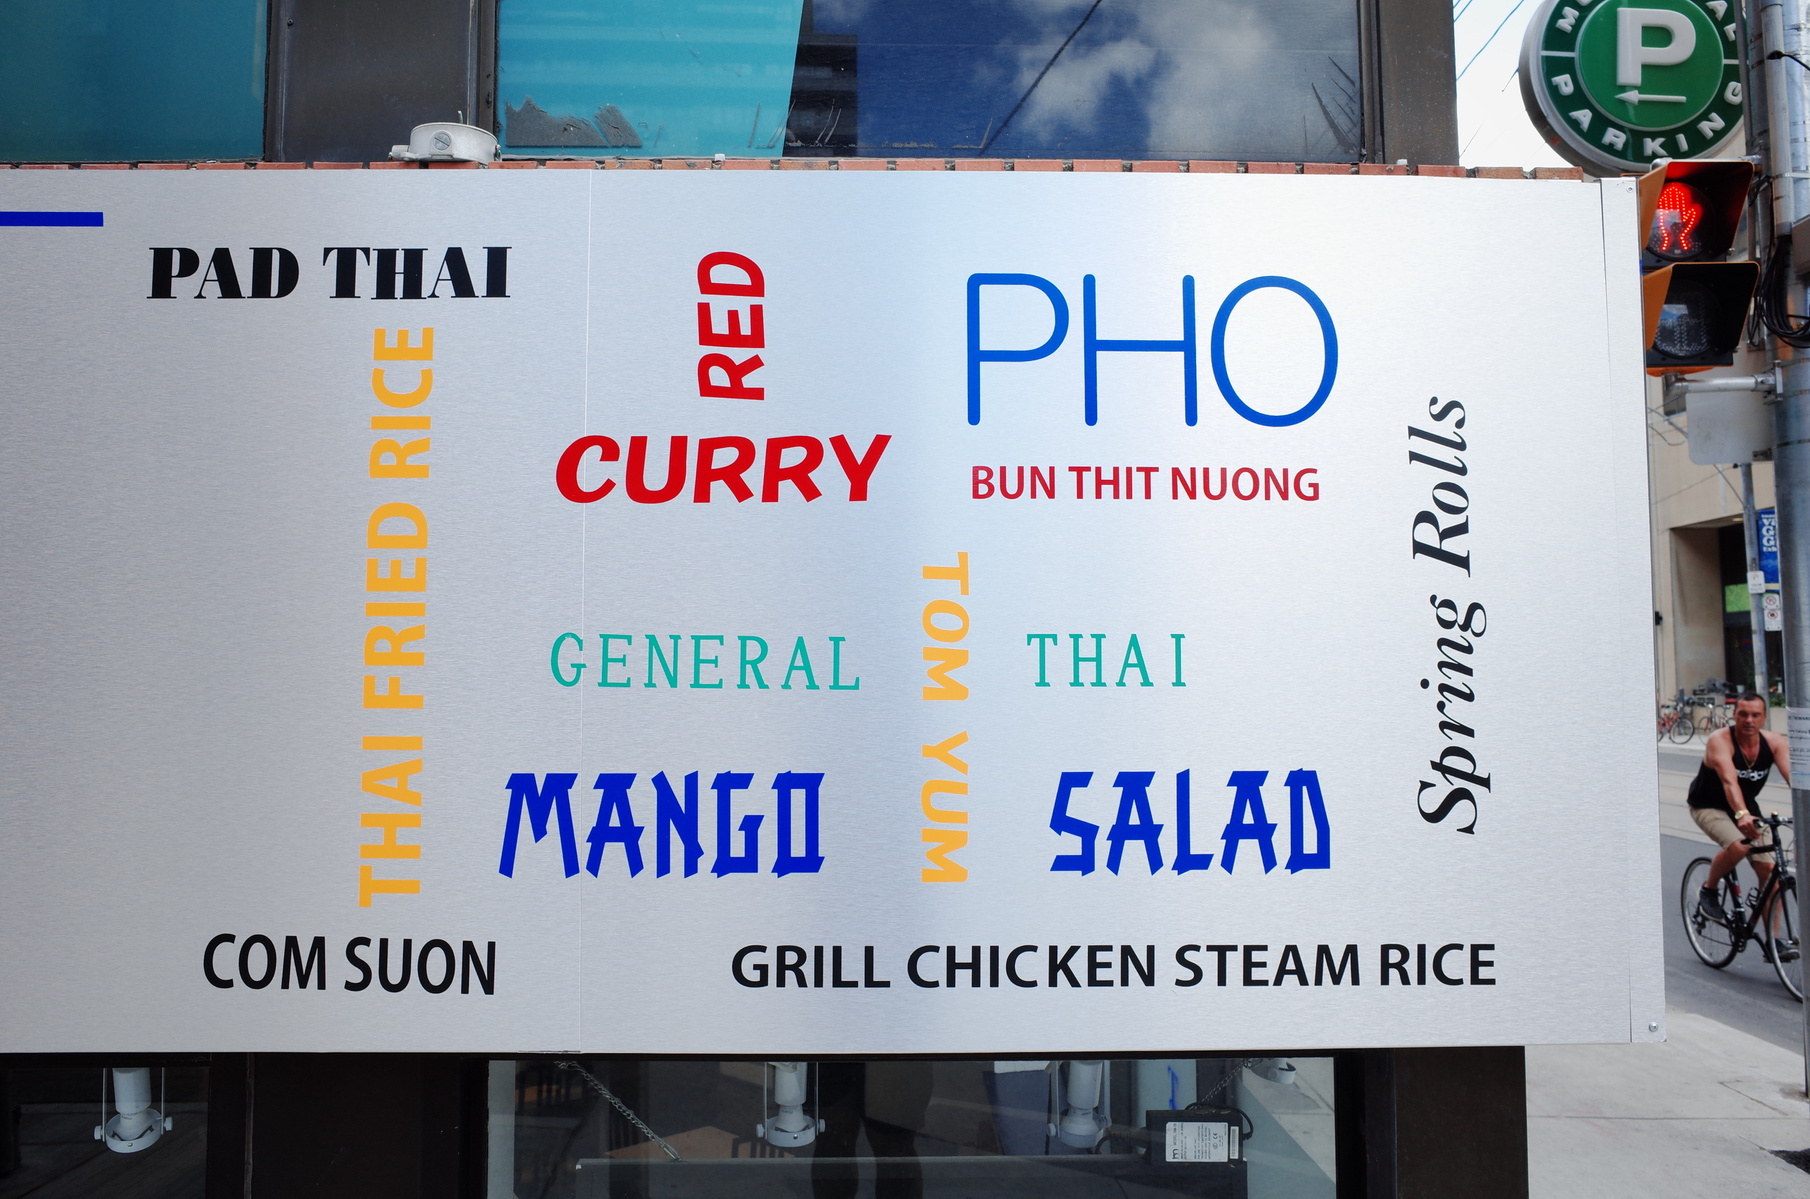 P
PARKING
PAD THAI
THAI FRIED RICE
RED
CURRY
PHO
BUN THIT NUONG
Spring Rolls
TOM YUM
GENERAL THAI
MANGO SALAD
COM SUON
GRILL CHICKEN STEAM RICE